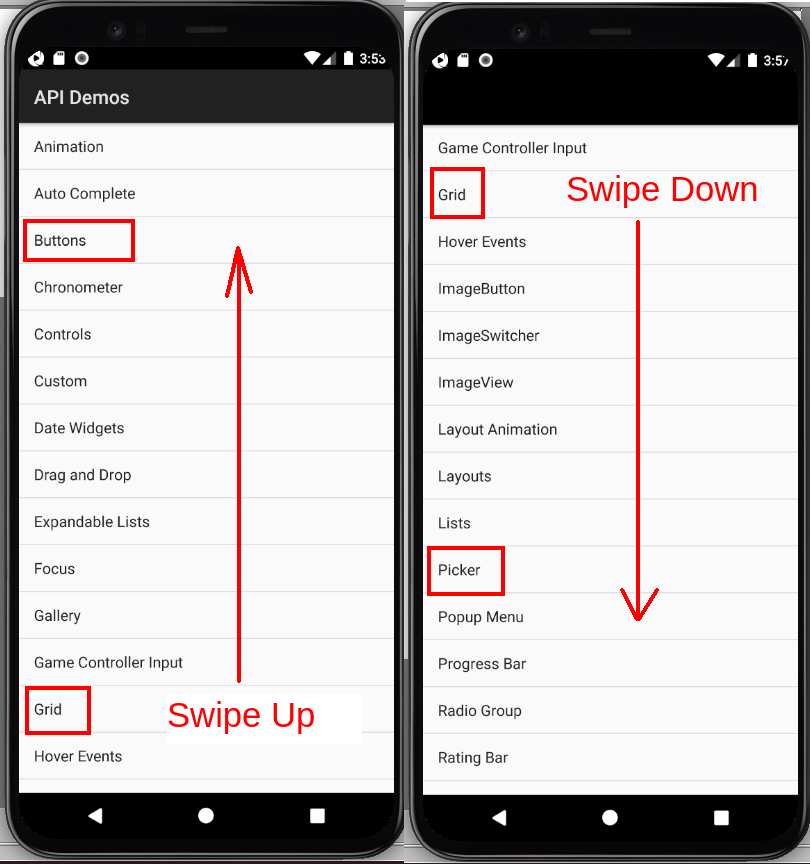 3:53
API Demos
Animation
Auto Complete
Buttons
Chronometer
Controls
Custom
Date Widgets
Drag and Drop
Expandable Lists
Focus
Gallery
Game Controller Input
Grid
Swipe Up
Hover Events
3:57
Game Controller Input
Grid
Swipe Down
Hover Events
ImageButton
ImageSwitcher
ImageView
Layout Animation
Layouts
Lists
Picker
Popup Menu
Progress Bar
Radio Group
Rating Bar